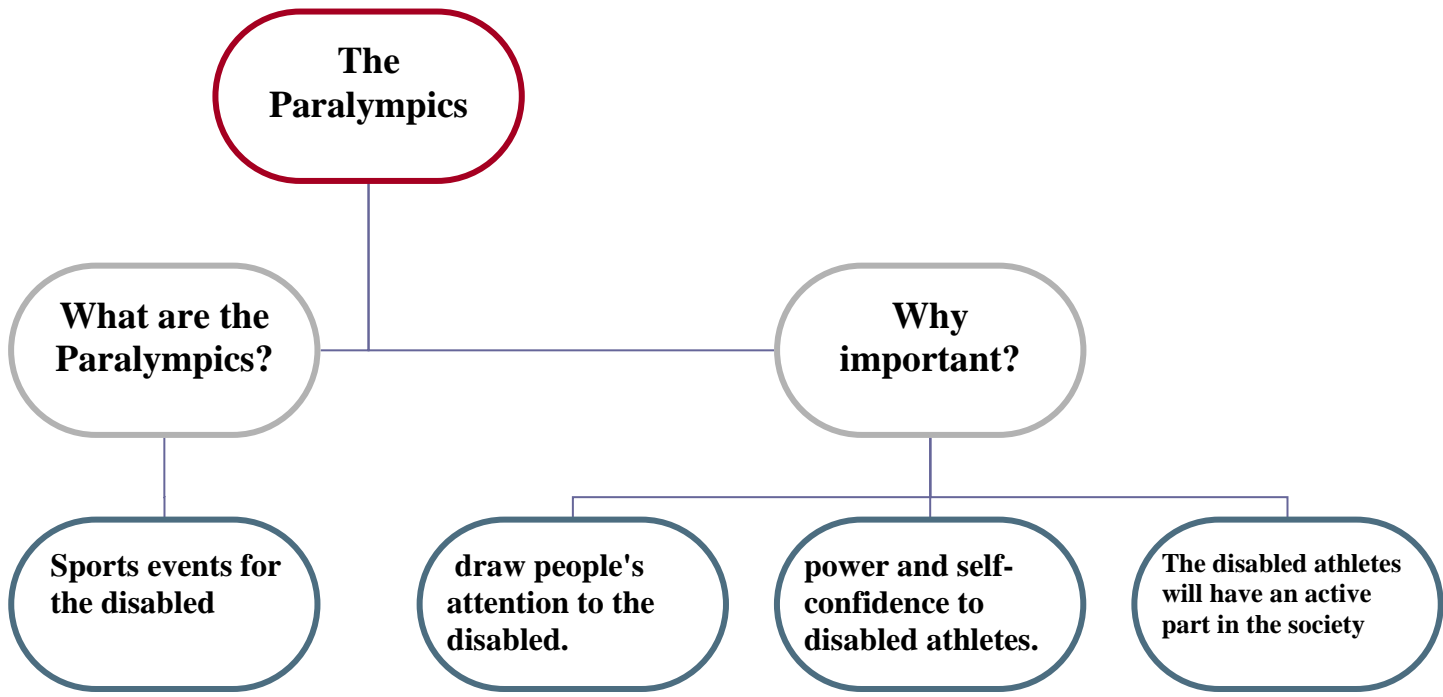 The
Paralympics
What are the
Paralympics?
Why
important?
Sports events for
the disabled
draw people's
attention to the
disabled.
power and self-
confidence to
disabled athletes.
The disabled athletes
will have an active
part in the society